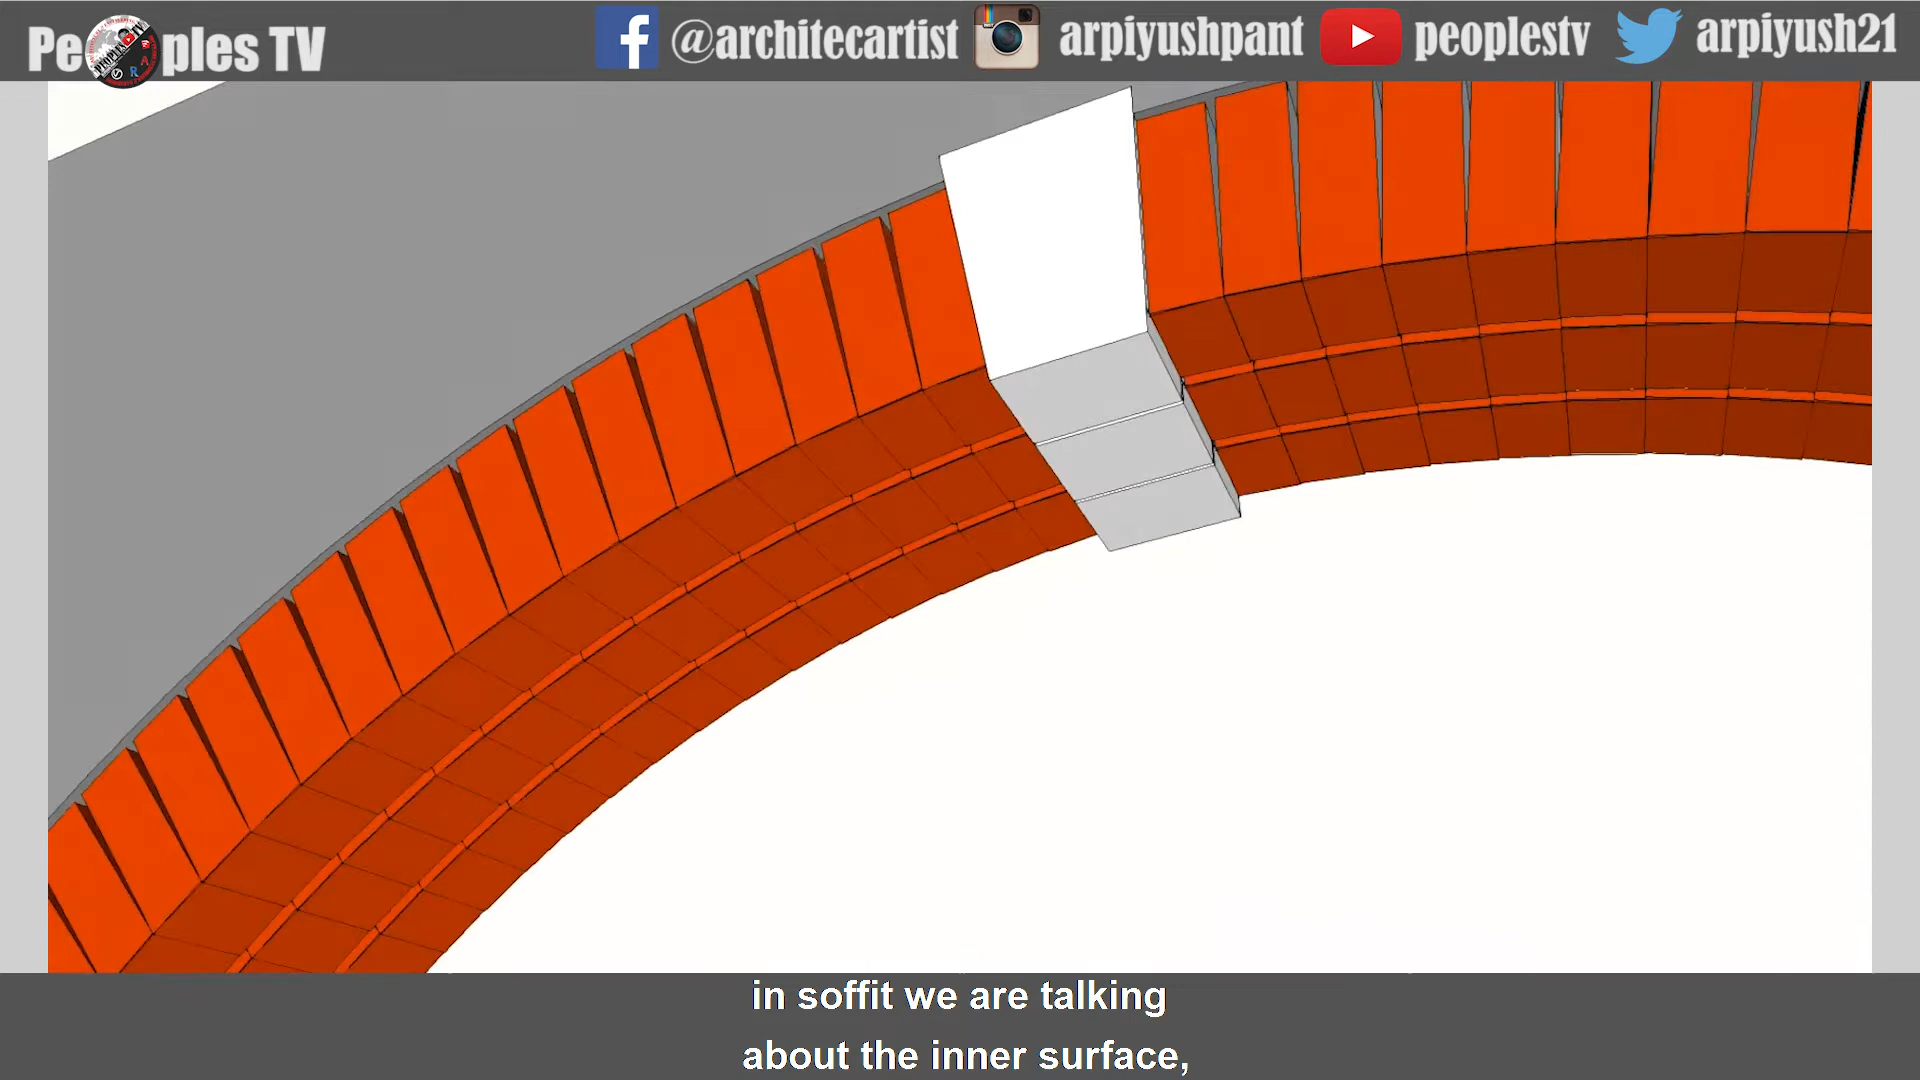 Peoples TV
@architecartist
arpiyushpant
peoplestv
arpiyush21
in soffit we are talking
about the inner surface,